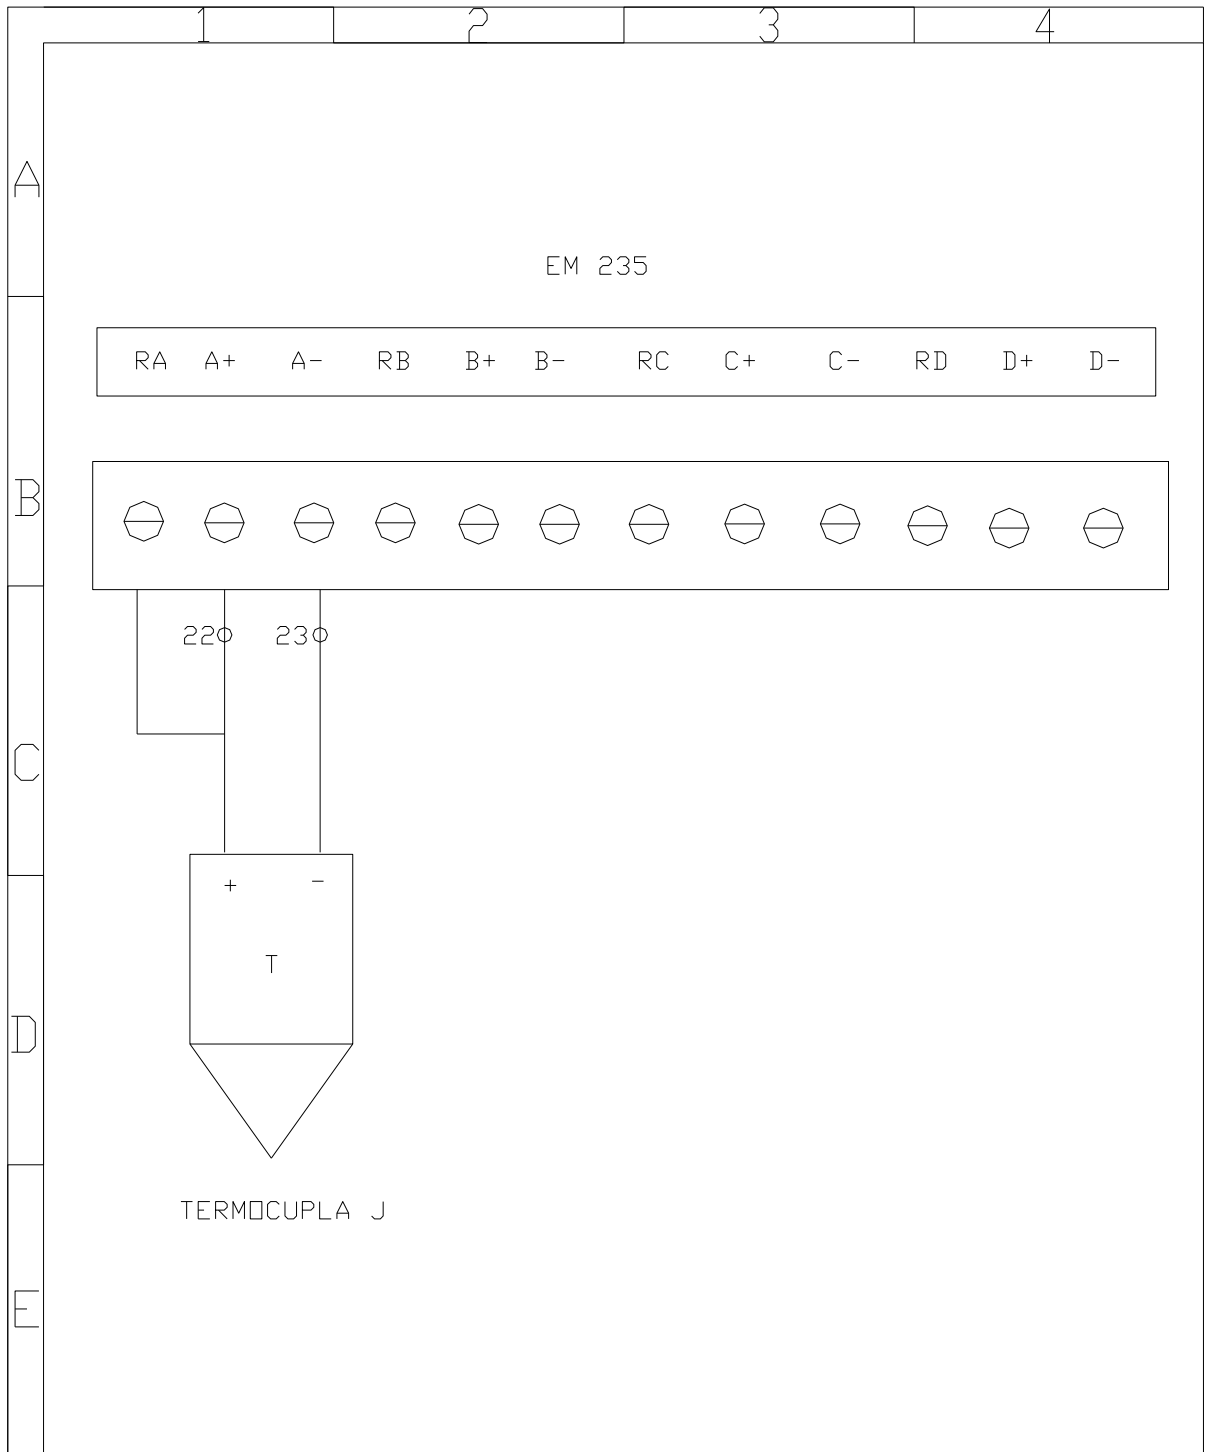 1 2 3 4
A
EM 235
RA A+ A- RB B+ B- RC C+ C- RD D+ D-
B
22 23
C
+ -
T
D
TERMOCUPLA J
E